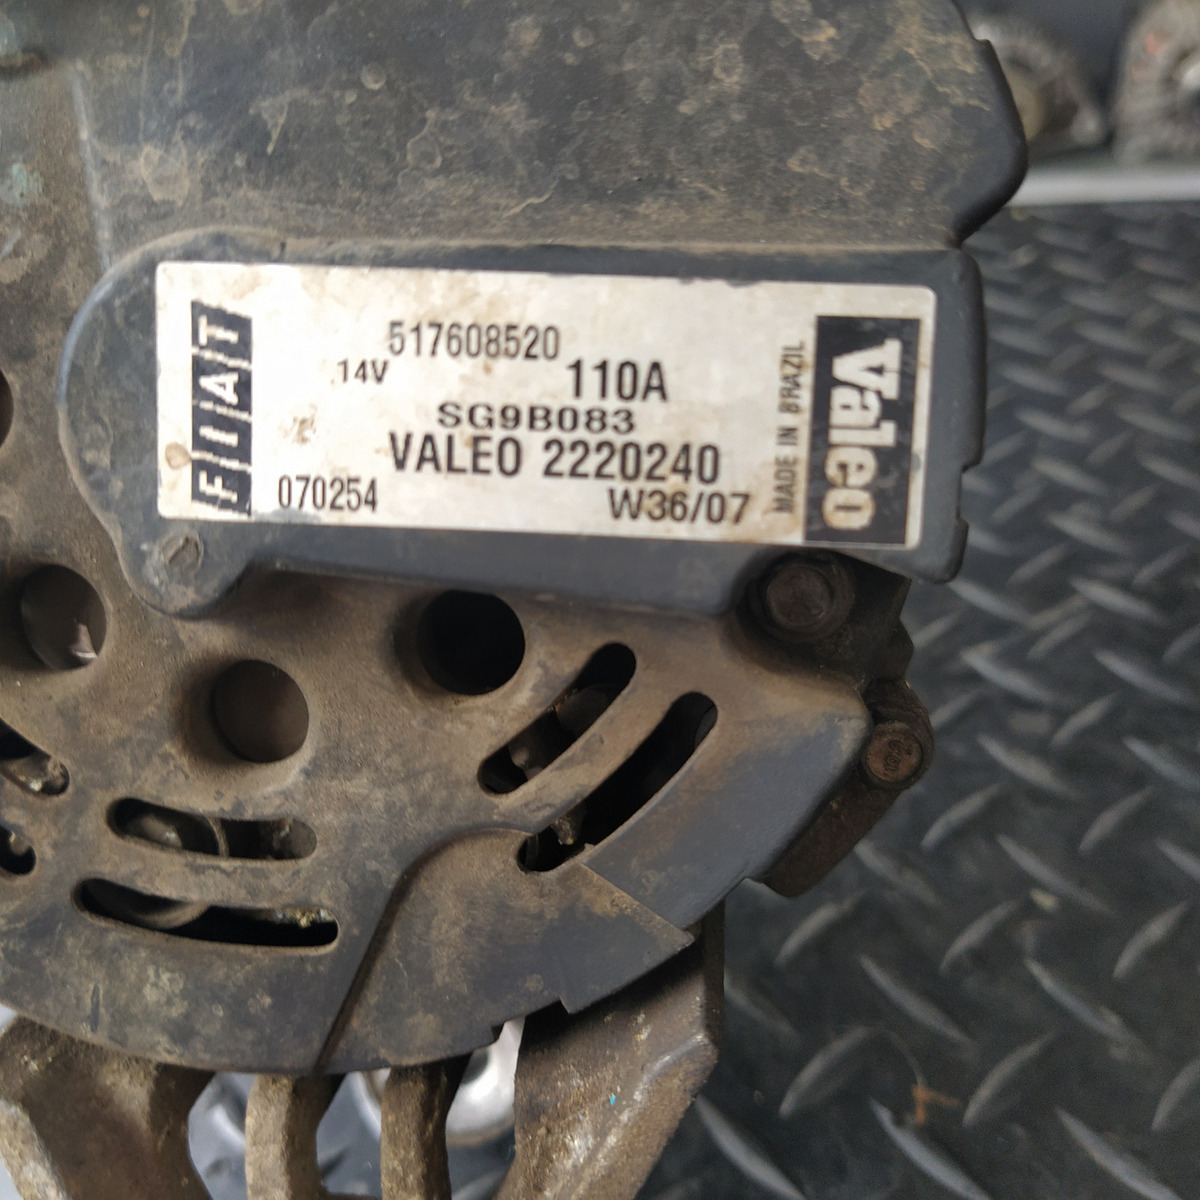 FIAT
517608520
14V
110A
SG9B083
VALEO 2220240
070254
W36/07
MADE IN BRAZIL
Valeo